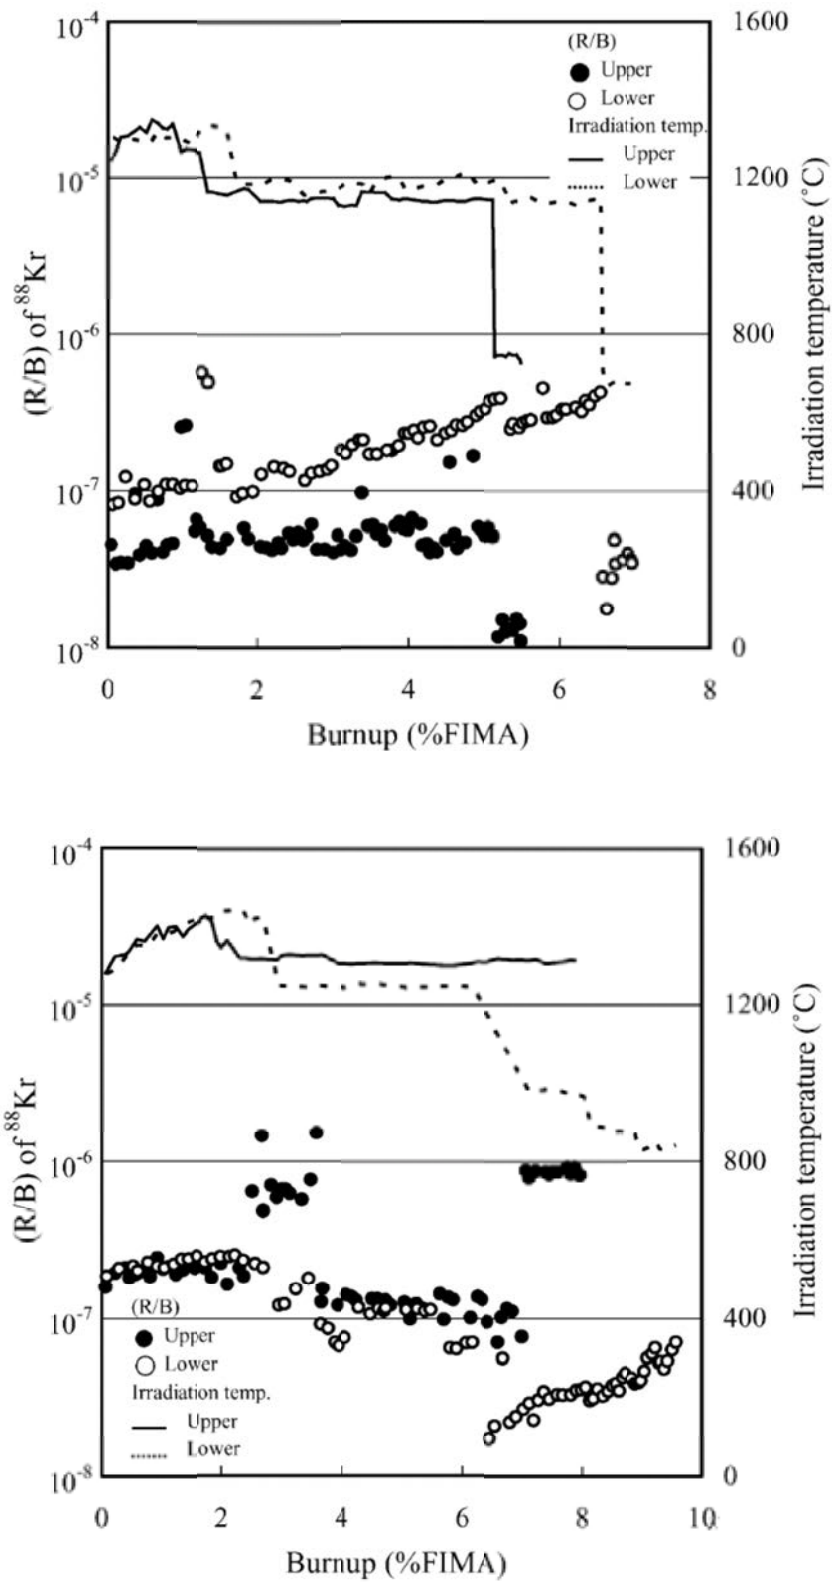 10⁻⁴
10⁻⁵
10⁻⁶
10⁻⁷
10⁻⁸
(R/B) of ⁸⁸Kr
(R/B)
Upper
Lower
Irradiation temp.
Upper
Lower
1600
1200
800
400
0
Irradiation temperature (˚C)
0 2 4 6 8
Burnup (%FIMA)
10⁻⁴
10⁻⁵
10⁻⁶
10⁻⁷
10⁻⁸
(R/B) of ⁸⁸Kr
(R/B)
Upper
Lower
Irradiation temp.
Upper
Lower
1600
1200
800
400
0
Irradiation temperature (˚C)
0 2 4 6 8 10
Burnup (%FIMA)